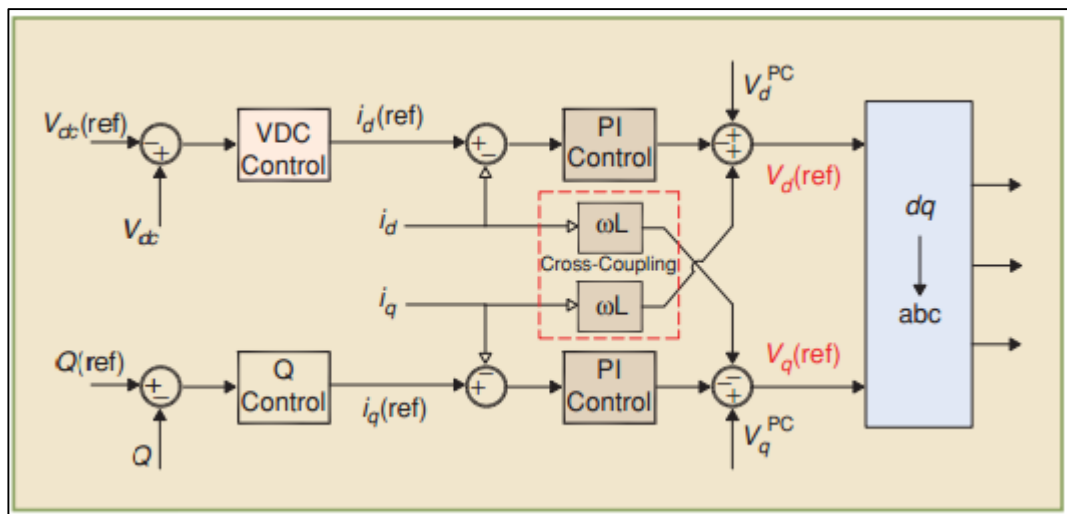 V_d^PC
V_dc(ref)
VDC
Control
i_d(ref)
PI
Control
V_d(ref)
V_dc
i_d
ωL
Cross-Coupling
i_q
ωL
dq
abc
Q(ref)
Q
Control
i_q(ref)
PI
Control
V_q(ref)
Q
V_q^PC